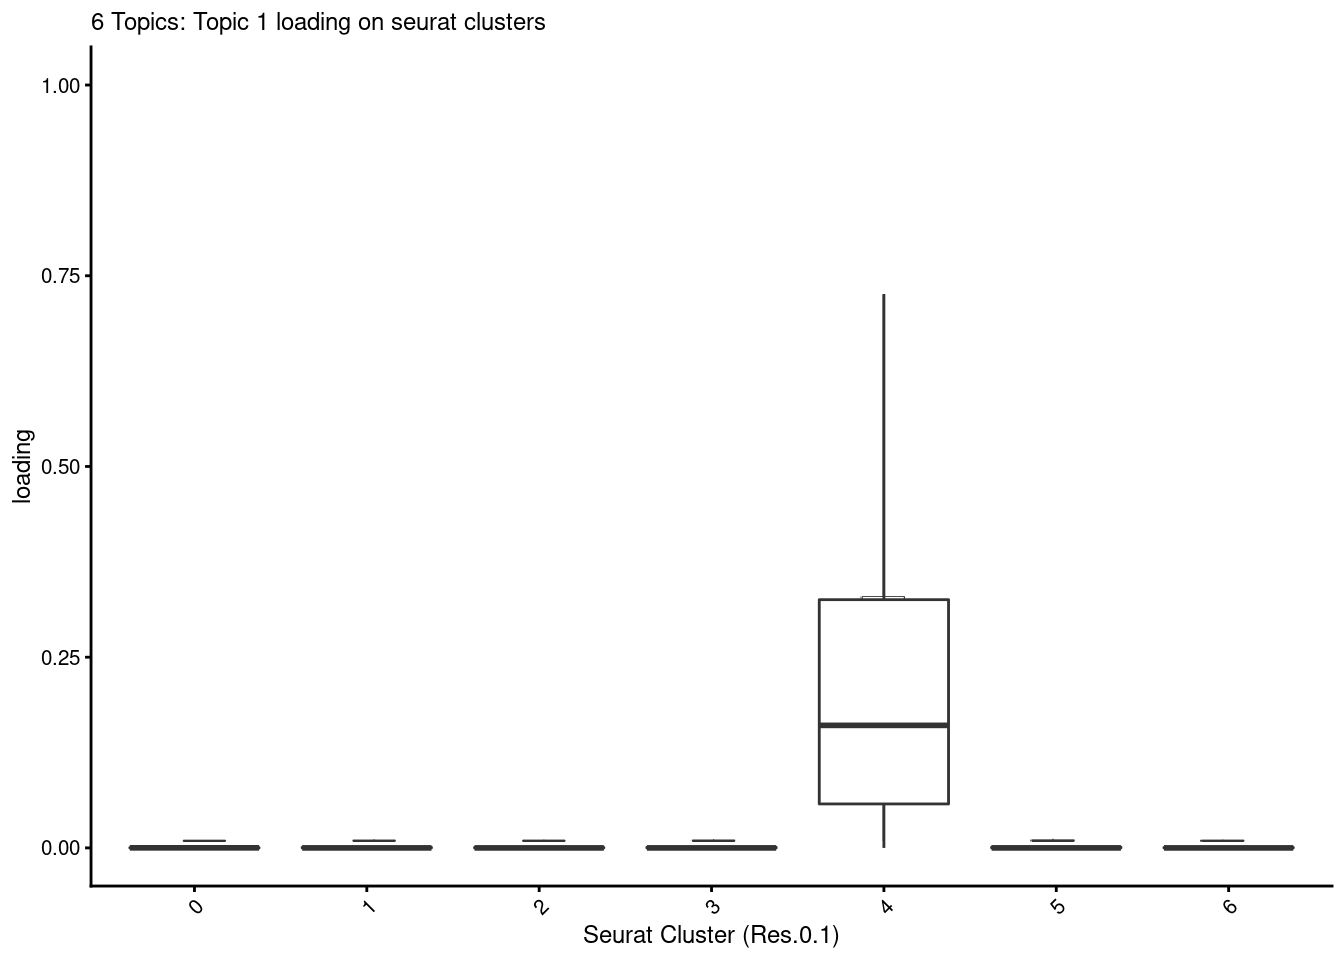 6 Topics: Topic 1 loading on seurat clusters
1.00
0.75
0.50
0.25
0.00
loading
0 1 2 3 4 5 6
Seurat Cluster (Res.0.1)